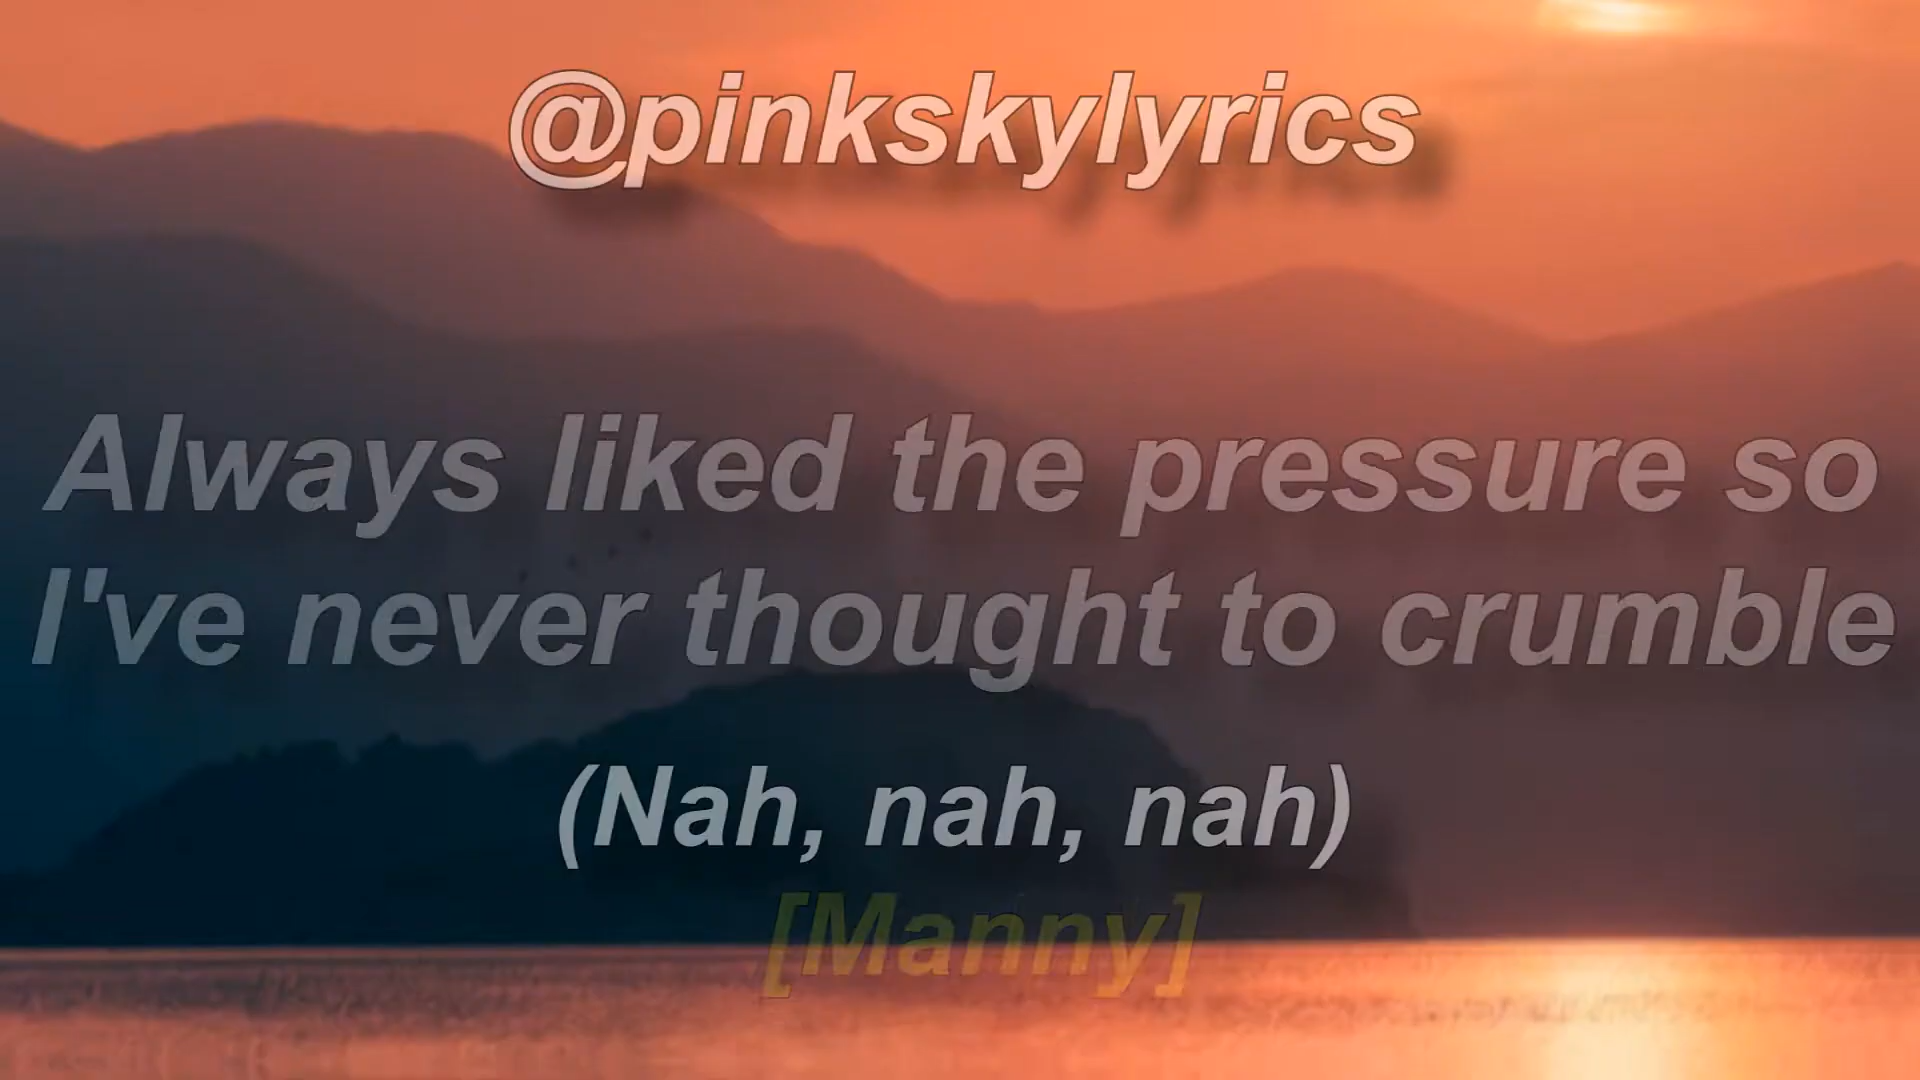 @pinkskylyrics
Always liked the pressure so
I've never thought to crumble
(Nah, nah, nah)
[Manny]